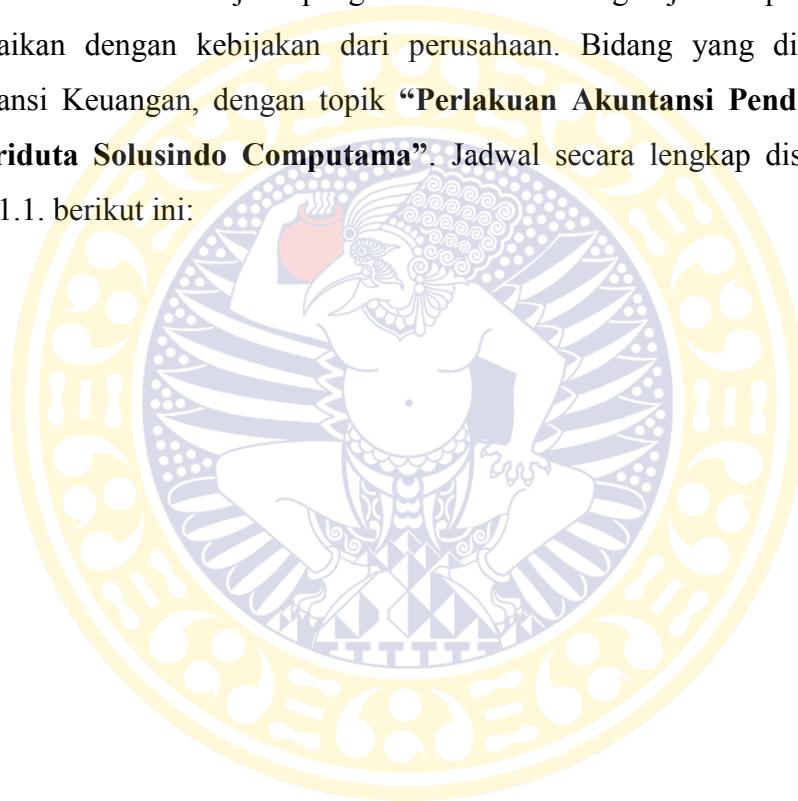 aikan dengan kebijakan dari perusahaan. Bidang yang di
ansi Keuangan, dengan topik “Perlakuan Akuntansi Pend
riduta Solusindo Computama”. Jadwal secara lengkap dis
1.1. berikut ini: